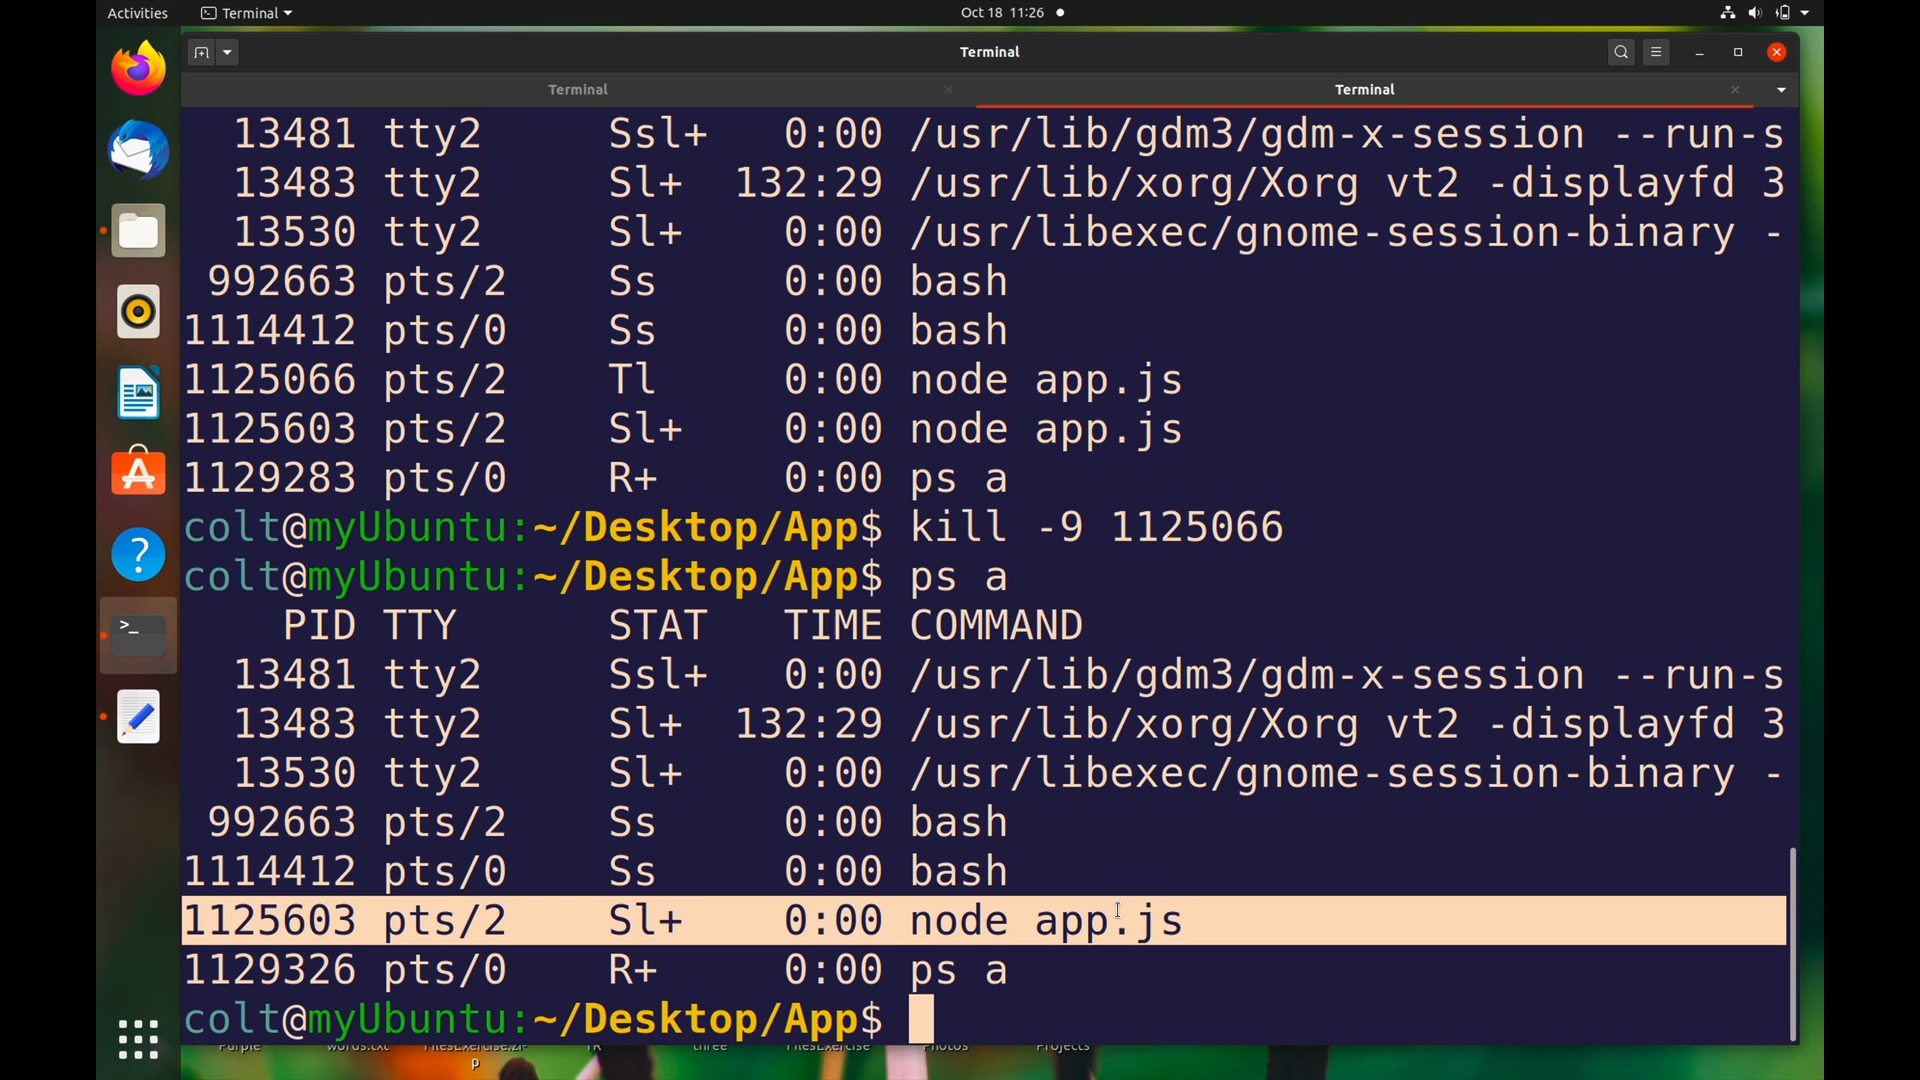 Activities Terminal Oct 18 11:26
Terminal
Terminal Terminal
13481 tty2 Ssl+ 0:00 /usr/lib/gdm3/gdm-x-session --run-s
13483 tty2 Sl+ 132:29 /usr/lib/xorg/Xorg vt2 -displayfd 3
13530 tty2 Sl+ 0:00 /usr/libexec/gnome-session-binary -
992663 pts/2 Ss 0:00 bash
1114412 pts/0 Ss 0:00 bash
1125066 pts/2 Tl 0:00 node app.js
1125603 pts/2 Sl+ 0:00 node app.js
1129283 pts/0 R+ 0:00 ps a
colt@myUbuntu:~/Desktop/App$ kill -9 1125066
colt@myUbuntu:~/Desktop/App$ ps a
PID TTY STAT TIME COMMAND
13481 tty2 Ssl+ 0:00 /usr/lib/gdm3/gdm-x-session --run-s
13483 tty2 Sl+ 132:29 /usr/lib/xorg/Xorg vt2 -displayfd 3
13530 tty2 Sl+ 0:00 /usr/libexec/gnome-session-binary -
992663 pts/2 Ss 0:00 bash
1114412 pts/0 Ss 0:00 bash
1125603 pts/2 Sl+ 0:00 node app.js
1129326 pts/0 R+ 0:00 ps a
colt@myUbuntu:~/Desktop/App$
Purple words.txt three FilesExercise Photos Projects
p